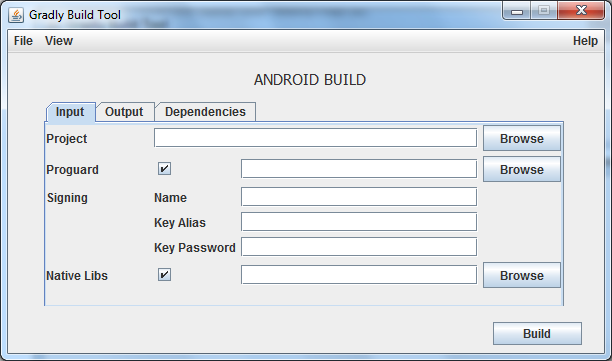 Gradly Build Tool
File View Help
ANDROID BUILD
Input Output Dependencies
Project Browse
Proguard Browse
Signing Name
Key Alias
Key Password
Native Libs Browse
Build